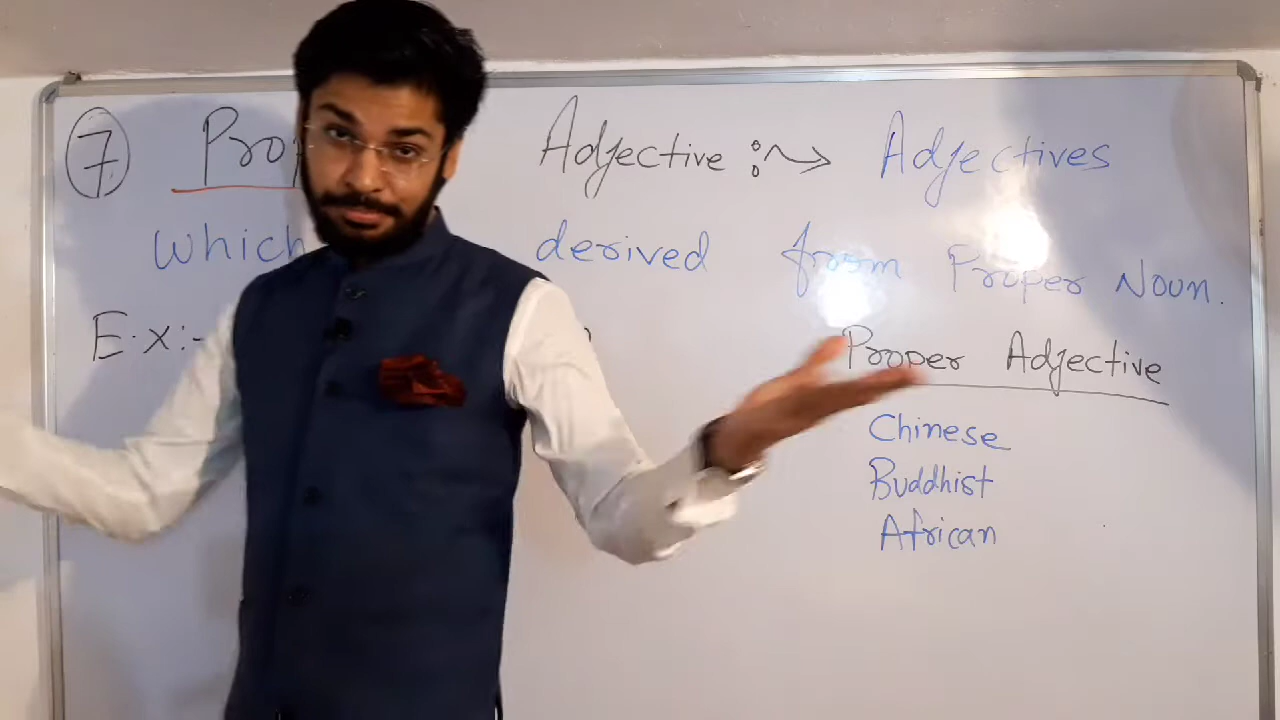 7 Pro Adjective :→ Adjectives
which derived from Proper Noun.
E.x:-
Proper Adjective
Chinese
Buddhist
African